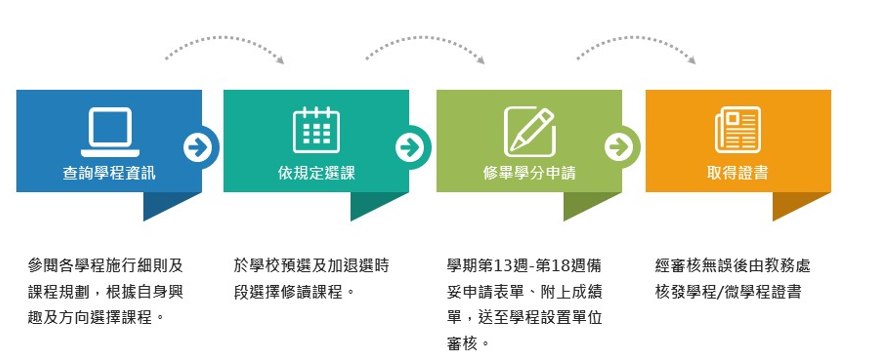 查詢學程資訊
依規定選課
修畢學分申請
取得證書
參閱各學程施行細則及
課程規劃，根據自身興
趣及方向選擇課程。
於學校預選及加退選時
段選擇修讀課程。
學期第13週-第18週備
妥申請表單、附上成績
單，送至學程設置單位
審核。
經審核無誤後由教務處
核發學程/微學程證書